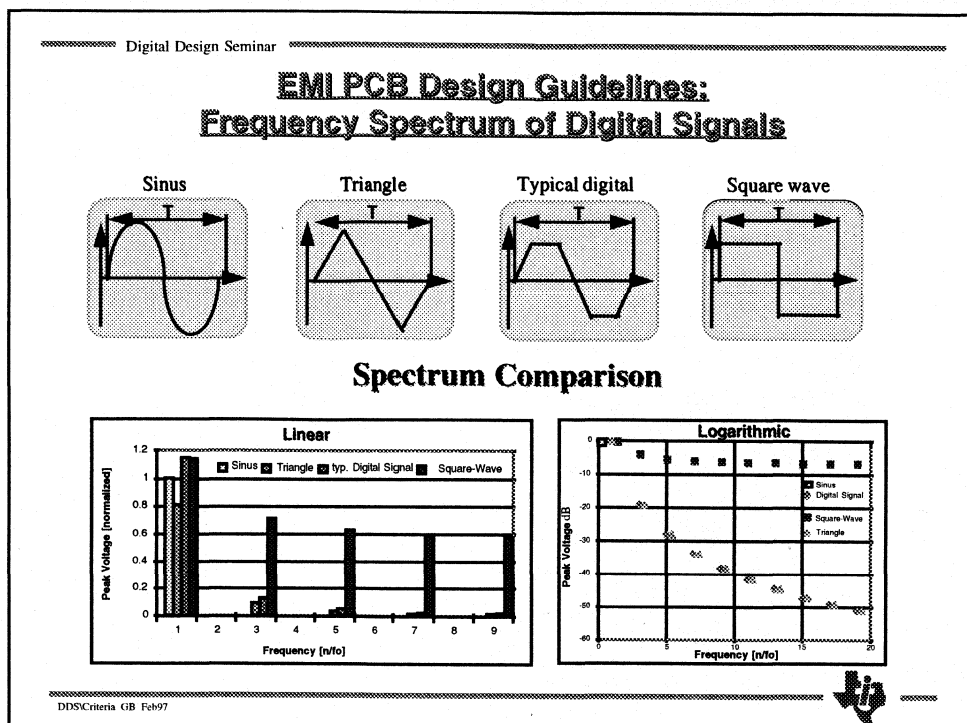 Digital Design Seminar
EMI PCB Design Guidelines:
Frequency Spectrum of Digital Signals
Sinus
Triangle
Typical digital
Square wave
T
T
T
T
Spectrum Comparison
Linear
1.2
1
0.8
0.6
0.4
0.2
0
Peak Voltage [normalized]
Sinus Triangle typ. Digital Signal Square-Wave
1 2 3 4 5 6 7 8 9
Frequency [n/fo]
Logarithmic
0
-10
-20
-30
-40
-50
-60
Peak Voltage dB
Sinus
Digital Signal
Square-Wave
Triangle
0 5 10 15 20
Frequency [n/fo]
DDS\Criteria GB Feb97